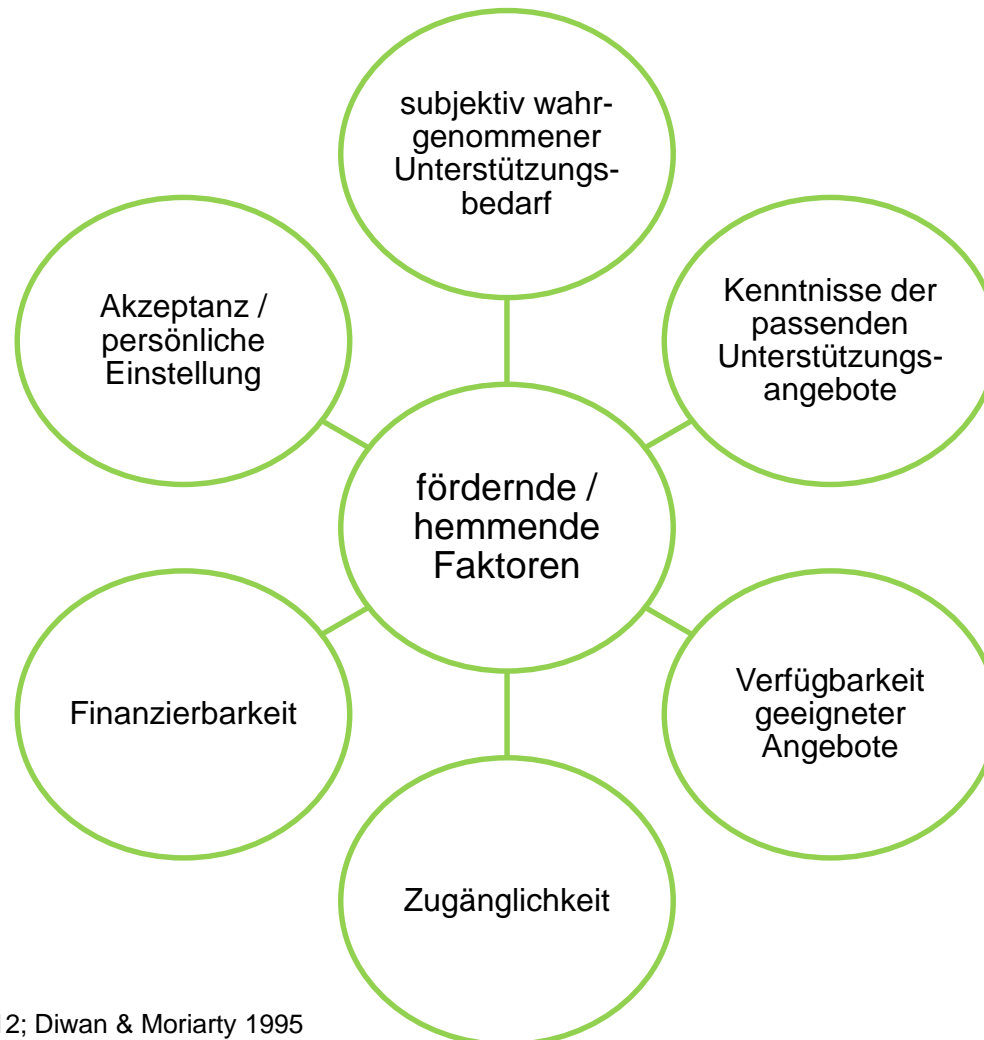 subjektiv wahr-
genommener
Unterstützungs-
bedarf
Akzeptanz /
persönliche
Einstellung
Kenntnisse der
passenden
Unterstützungs-
angebote
fördernde /
hemmende
Faktoren
Finanzierbarkeit
Verfügbarkeit
geeigneter
Angebote
Zugänglichkeit
12; Diwan & Moriarty 1995